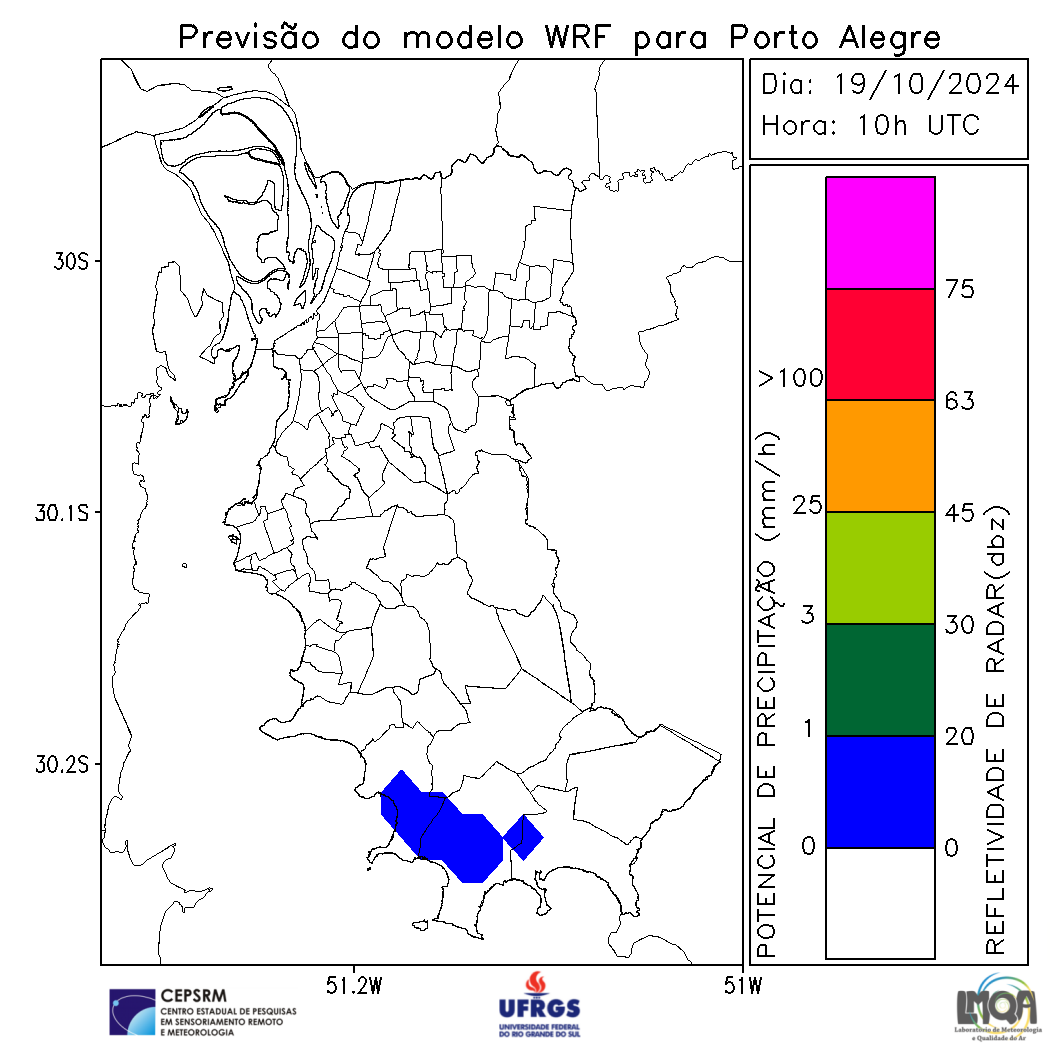 Previsão do modelo WRF para Porto Alegre
Dia: 19/10/2024
Hora: 10h UTC
30S
30.1S
30.2S
51.2W
51W
POTENCIAL DE PRECIPITAÇÃO (mm/h)
>100
25
3
1
0
75
63
45
30
20
0
REFLETIVIDADE DE RADAR(dbz)
CEPSRM
CENTRO ESTADUAL DE PESQUISAS
EM SENSORIAMENTO REMOTO
E METEOROLOGIA
UFRGS
UNIVERSIDADE FEDERAL
DO RIO GRANDE DO SUL
LMQA
Laboratório de Meteorologia
e Qualidade do Ar